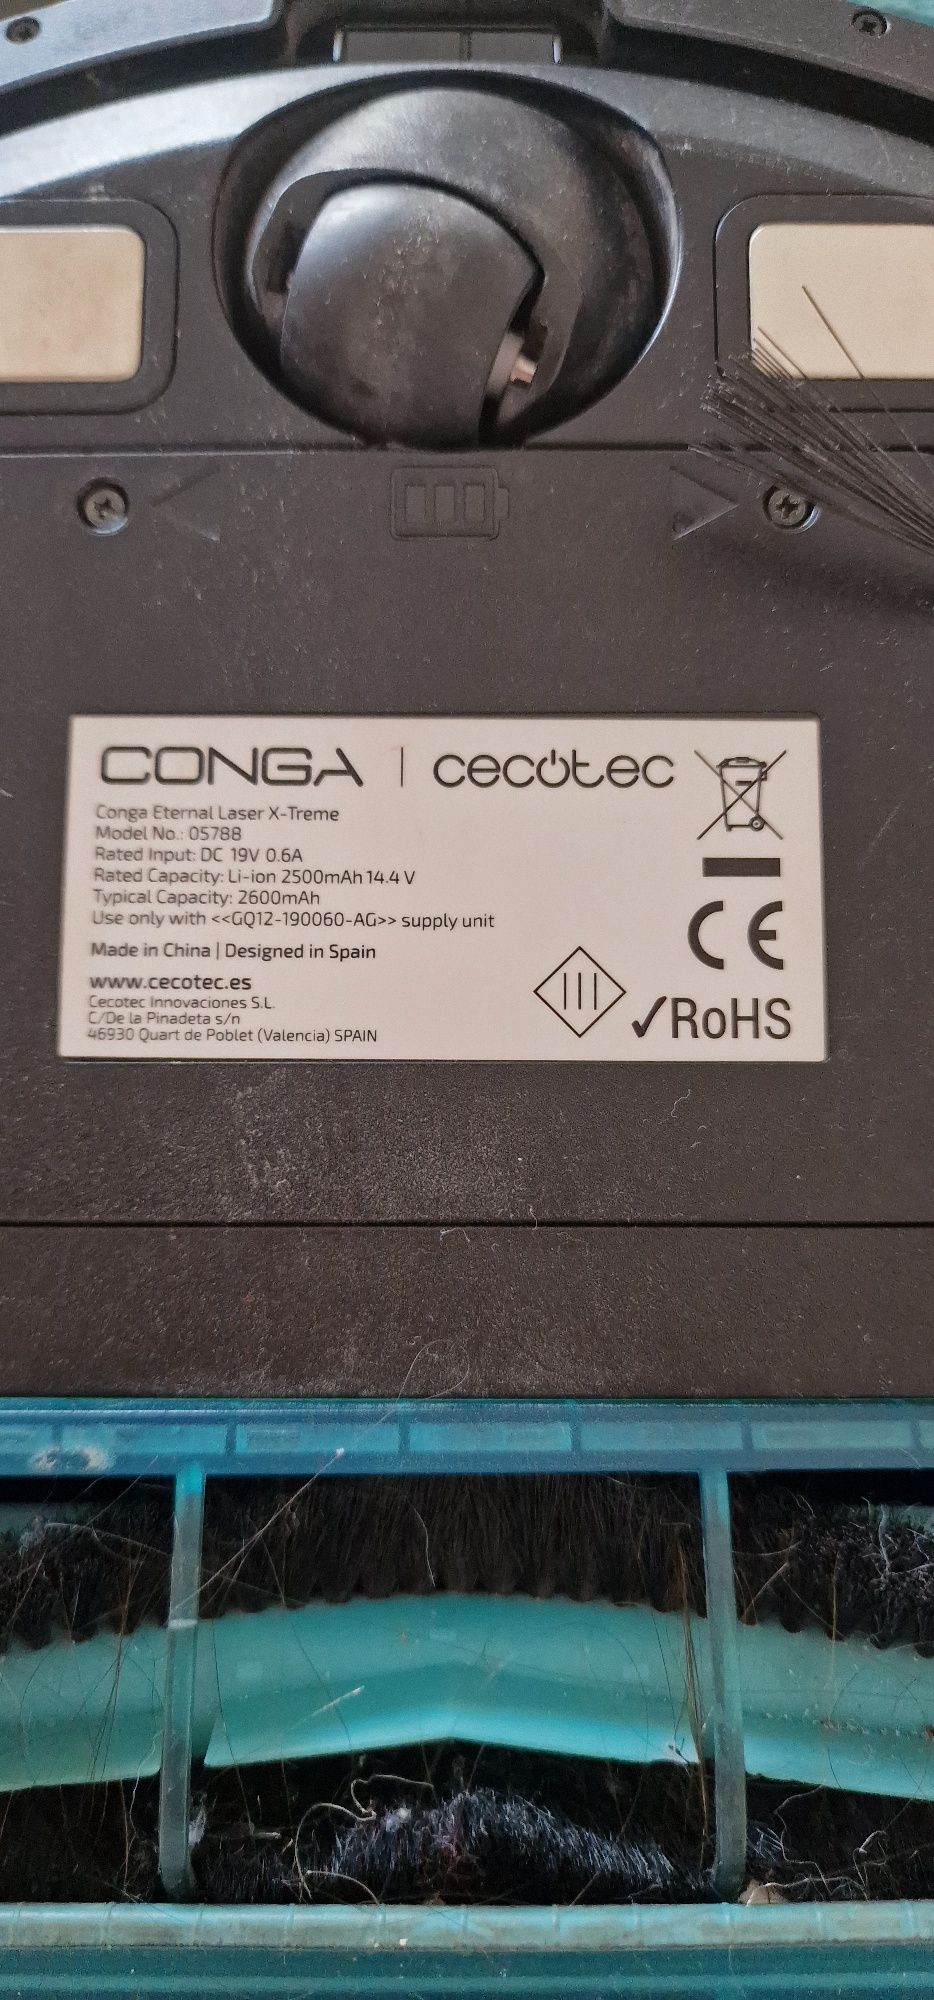 CONGA | cecotec
Conga Eternal Laser X-Treme
Model No.: 05788
Rated Input: DC 19V 0.6A
Rated Capacity: Li-ion 2500mAh 14.4 V
Typical Capacity: 2600mAh
Use only with <<GQ12-190060-AG>> supply unit
Made in China | Designed in Spain
www.cecotec.es
Cecotec Innovaciones S.L.
C/De la Pinadeta s/n
46930 Quart de Poblet (Valencia) SPAIN
CE
III
✓RoHS